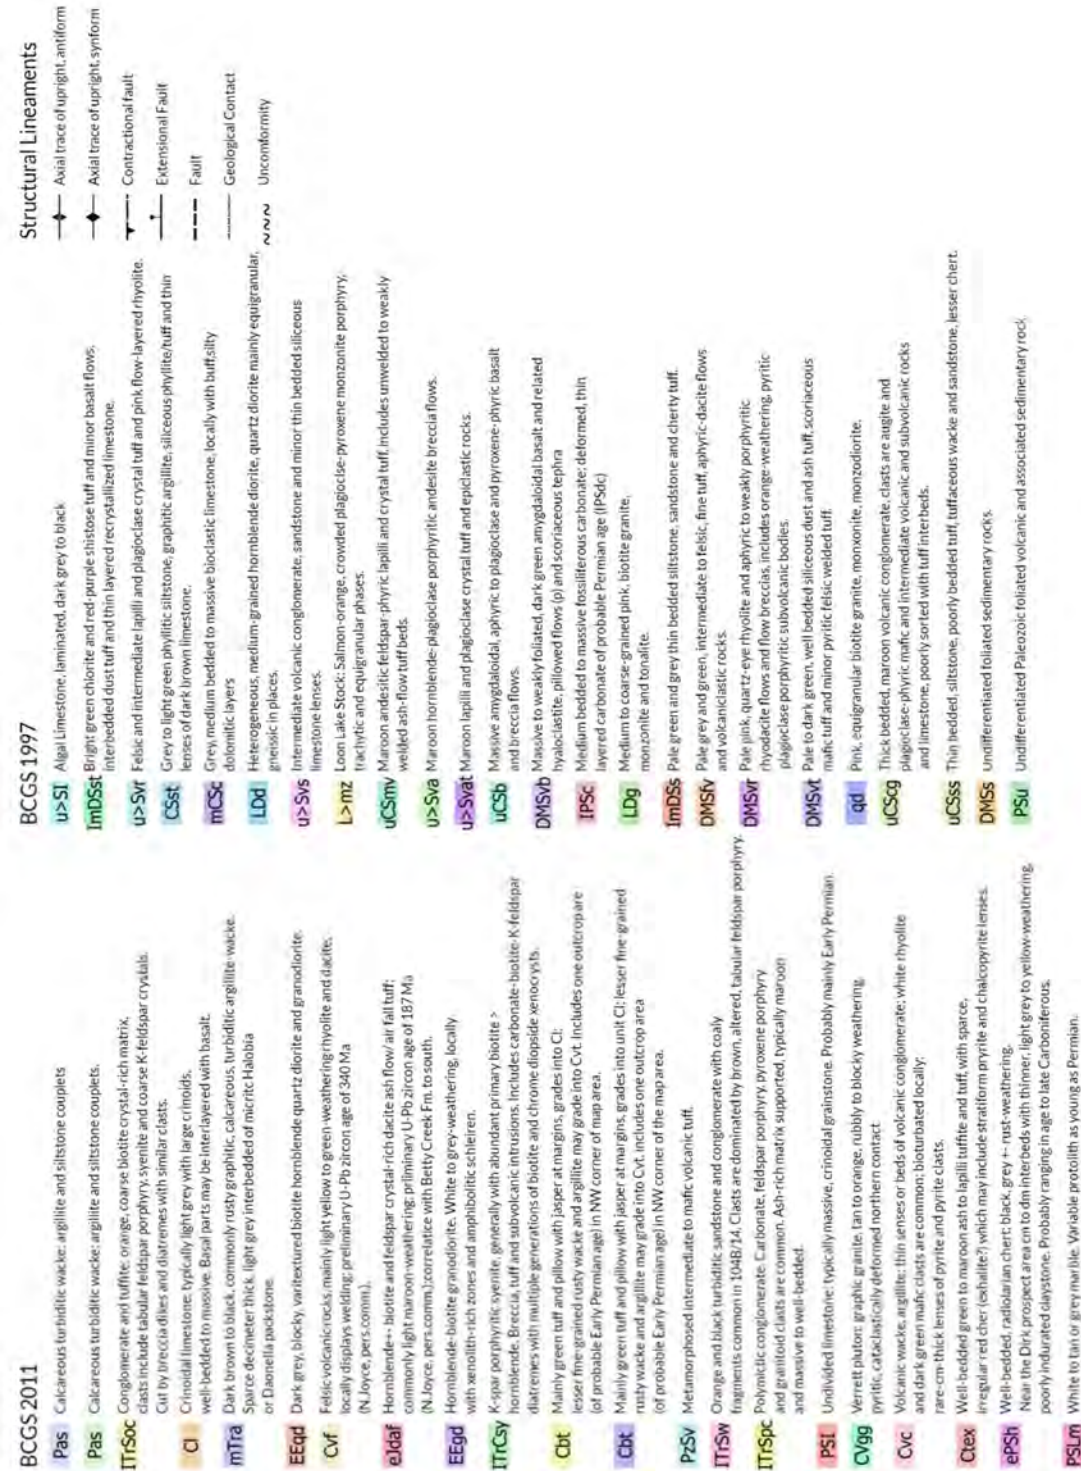 BCGS 2011
Pas Calcareous turbiditic wacke; argillite and siltstone couplets
Pas Calcareous turbiditic wacke; argillite and siltstone couplets.
lTrSoc Conglomerate and tuffite; orange, coarse biotite crystal-rich matrix,
clasts include tabular feldspar porphyry, syenite and coarse K-feldspar crystals.
Cut by breccia diatremes with similar clasts.
Cl Crinoidal limestone, typically light grey with large crinoids.
well-bedded to massive. Basal parts may be interlayered with basalt.
mTra Dark brown to black, commonly rusty graphitic, calcareous, turbiditic argillite-wacke.
Sparce decimeter thick, light grey interbedded of micritc Halobia
or Daonella packstone.
EEqd Dark grey, blocky, varitextured biotite hornblende quartz diorite and granodiorite.
Cvf Felsic volcanic rocks, mainly light yellow to green-weathering rhyolite and dacite;
locally displays welding; preliminary U-Pb zircon age of 340 Ma
(N.Joyce, pers.comm.).
eJdaf Hornblende+- biotite and feldspar crystal-rich dacite ash flow/ air fall tuff;
commonly light maroon-weathering; priliminary U-Pb zircon age of 187 Ma
(N.Joyce, pers.comm.);correlative with Betty Creek Fm. to south.
EEgd Hornblende-biotite granodiorite. White to grey-weathering, locally.
with xenolith-rich zones and amphibolitic schleiren.
lTrCsy K-spar porphyritic syenite, generally with abundant primary biotite >
hornblende. Breccia, tuff and subvolcanic intrusions. Includes carbonate-biotite-K-feldspar
diatremes with multiple generations of biotite and chrome diopside xenocrysts.
Cbt Mainly green tuff and pillow with jasper at margins, grades into Cl;
lesser fine-grained rusty wacke and argillite may grade into Cvt. Includes one outcrop are
(of probable Early Permian age) in NW corner of map area.
Cbt Mainly green tuff and pillow with jasper at margins, grades into unit Cl; lesser fine-grained
rusty wacke and argillite may grade into Cvt. includes one outcrop area
(of probable Early Permian age) in NW corner of the map area.
PzSv Metamorphosed intermediate to mafic volcanic tuff.
lTrSw Orange and black turbiditic sandstone and conglomerate with coaly
fragments common in 104B/14. Clasts are dominated by brown, altered, tabular feldspar porphyry.
lTrSpc Polymictic conglomerate. Carbonate, feldspar porphyry, pyroxene porphyry
and granitoid clasts are common. Ash-rich matrix supported, typically maroon
and massive to well-bedded.
PSl Undivided limestone; typically massive, crinoidal grainstone. Probably mainly Early Permian.
CVgg Verrett pluton: graphic granite, tan to orange, rubbly to blocky weathering,
pyritic, cataclastically deformed northern contact
Cvc Volcanic wacke, argillite; thin senses or beds of volcanic conglomerate; white rhyolite
and dark green mafic clasts are common; bioturbated locally;
rare-cm-thick lenses of pyrite and pyrite clasts.
Ctex Well-bedded green to maroon ash to lapilli tuffite and tuff, with sparce,
irregular red cher (exhalite?) which may include stratiform pryrite and chalcopyrite lenses.
ePSh Well-bedded, radiolarian chert; black, grey +- rust-weathering,
Near the Dirk prospect area cm to dm interbeds with thinner, light grey to yellow-weathering,
poorly indurated claystone. Probably ranging in age to late Carboniferous.
PSLm White to tan or grey marble. Variable protolith as young as Permian.
BCGS 1997
u>Sl Algal limestone, laminated, dark grey to black
lmDSst Bright green chlorite and red-purple shistose tuff and minor basalt flows,
interbedded dust tuff and thin layered recrystallized limestone.
u>Svr Felsic and intermediate lapilli and plagioclase crystal tuff and pink flow-layered rhyolite.
CSst Grey to light green phyllitic siltstone, graphitic argillite, siliceous phyllite/tuff and thin
lenses of dark brown limestone.
mCSc Grey, medium bedded to massive bioclastic limestone, locally with buff,silty
dolomitic layers
LDd Heterogeneous, medium-grained hornblende diorite, quartz diorite mainly equigranular,
gneissic in places.
u>Svs Intermediate volcanic conglomerate, sandstone and minor thin bedded siliceous
limestone lenses.
L>mz Loon Lake Stock: Salmon-orange, crowded plagioclse-pyroxene monzonite porphyry,
trachytic and equigranular phases.
uCSmv Maroon andesitic feldspar-phyric lapilli and crystal tuff, includes unwelded to weakly
welded ash-flow tuff beds.
u>Sva Maroon hornblende-plagioclase porphyritic andesite breccia flows.
u>Svat Maroon lapilli and plagioclase crystal tuff and epiclastic rocks.
uCSb Massive amygdaloidal, aphyric to plagioclase and pyroxene-phyric basalt
and breccia flows.
DMSvb Massive to weakly foliated, dark green amygdaloidal basalt and related
hyaloclastite, pillowed flows (p) and scoriaceous tephra
lPSc Medium bedded to massive fossiliferous carbonate; deformed, thin
layered carbonate of probable Permian age (lPSdc)
LDg Medium to coarse-grained pink, biotite granite,
monzonite and tonalite.
lmDSs Pale green and grey thin bedded siltstone, sandstone and cherty tuff.
DMSfv Pale grey and green, intermediate to felsic, fine tuff, aphyric-dacite flows
and volcaniclastic rocks.
DMSvr Pale pink, quartz-eye rhyolite and aphyric to weakly porphyritic
rhyodacite flows and flow breccias, includes orange-weathering, pyritic
plagioclase porphyritic subvolcanic bodies.
DMSvt Pale to dark green, well bedded siliceous dust and ash tuff, scoriaceous
mafic tuff and minor pyritic felsic welded tuff.
qd Pink, equigranular biotite granite, monxonite, monzodiorite.
uCScg Thick bedded, maroon volcanic conglomerate, clasts are augite and
plagioclase-phyric mafic and intermediate volcanic and subvolcanic rocks
and limestone, poorly sorted with tuff interbeds.
uCSss Thin bedded, siltstone, poorly bedded tuff, tuffaceous wacke and sandstone, lesser chert.
DMSs Undifferentiated foliated sedimentary rocks.
PSu Undifferentiated Paleozoic foliated volcanic and associated sedimentary rock.
Structural Lineaments
Axial trace of upright, antiform
Axial trace of upright, synform
Contractional fault
Extensional Fault
Fault
Geological Contact
Uncomformity